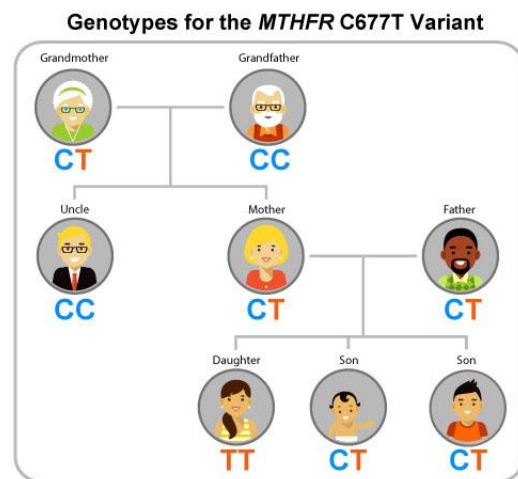 Genotypes for the MTHFR C677T Variant
Grandmother
Grandfather
CT
CC
Uncle
Mother
Father
CC
CT
CT
Daughter
Son
Son
TT
CT
CT